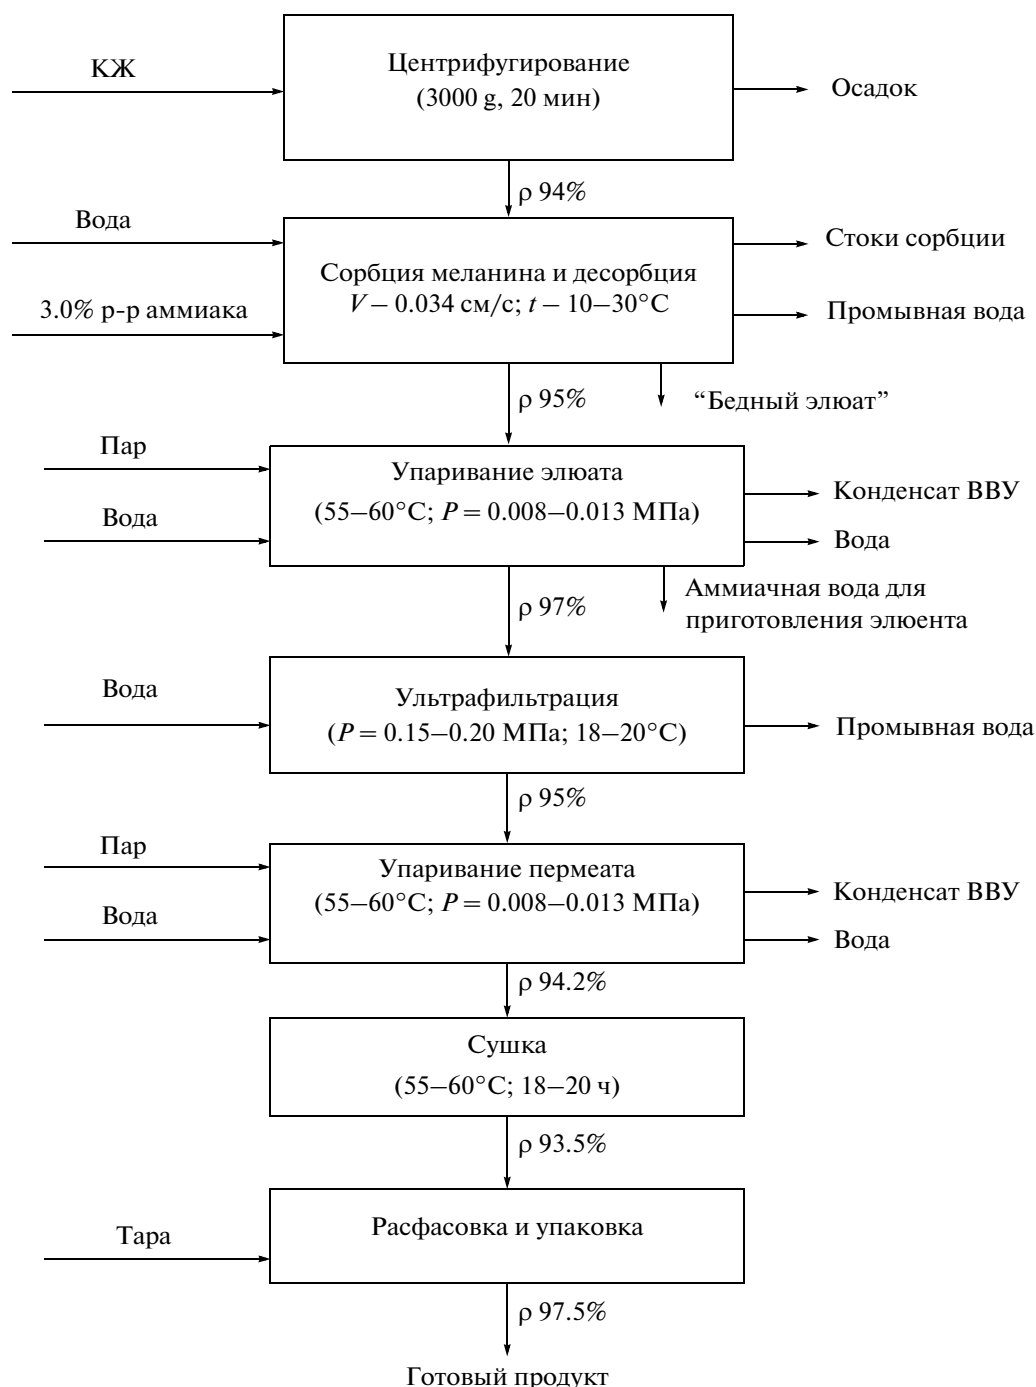 КЖ
Центрифугирование
(3000 g, 20 мин)
Осадок
ρ 94%
Вода
3.0% р-р аммиака
Сорбция меланина и десорбция
V – 0.034 см/с; t – 10–30°C
Стоки сорбции
Промывная вода
ρ 95%
“Бедный элюат”
Пар
Вода
Упаривание элюата
(55–60°C; P = 0.008–0.013 МПа)
Конденсат ВВУ
Вода
ρ 97%
Аммиачная вода для
приготовления элюента
Вода
Ультрафильтрация
(P = 0.15–0.20 МПа; 18–20°C)
Промывная вода
ρ 95%
Пар
Вода
Упаривание пермеата
(55–60°C; P = 0.008–0.013 МПа)
Конденсат ВВУ
Вода
ρ 94.2%
Сушка
(55–60°C; 18–20 ч)
ρ 93.5%
Тара
Расфасовка и упаковка
ρ 97.5%
Готовый продукт